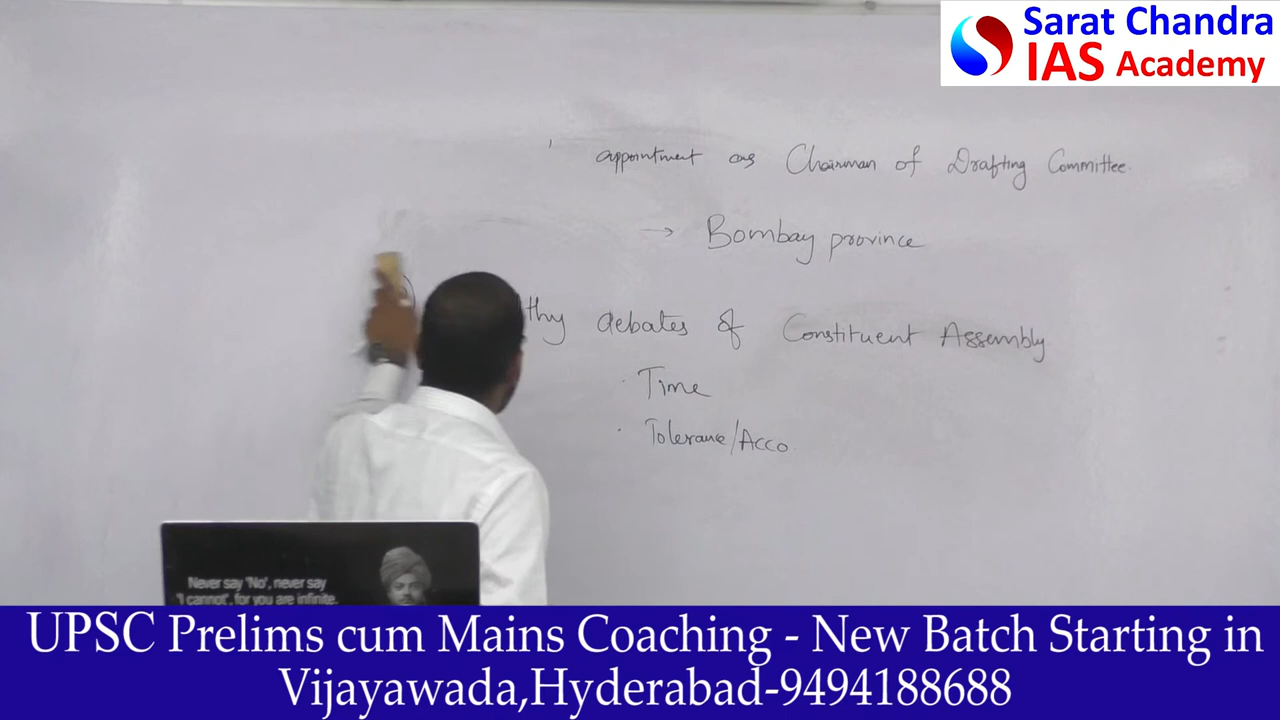 Sarat Chandra
IAS Academy
appointment as Chairman of Drafting Committee.
→ Bombay province
thy debates of Constituent Assembly
· Time
· Tolerance/Acco
Never say 'No', never say
'I cannot', for you are infinite.
UPSC Prelims cum Mains Coaching - New Batch Starting in
Vijayawada,Hyderabad-9494188688